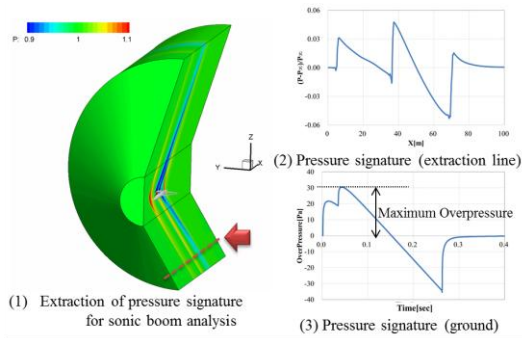 P: 0.9 1.1
Z
Y X
(1) Extraction of pressure signature
for sonic boom analysis
0.06
0.03
0.00
-0.03
-0.06
(P-P∞)/P∞
0 20 40 60 80 100
X[m]
(2) Pressure signature (extraction line)
40
30
20
10
0
-10
-20
-30
-40
OverPressure[Pa]
Maximum Overpressure
0.1 0.2 0.3 0.4
Time[sec]
(3) Pressure signature (ground)